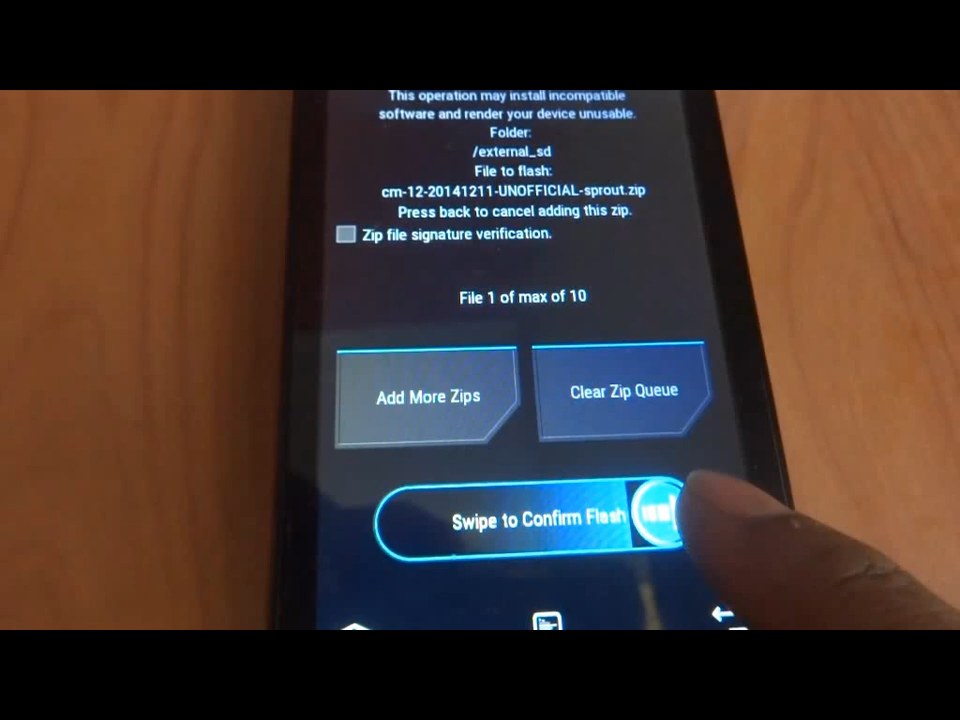 This operation may install incompatible
software and render your device unusable.
Folder:
/external_sd
File to flash:
cm-12-20141211-UNOFFICIAL-sprout.zip
Press back to cancel adding this zip.
Zip file signature verification.
File 1 of max of 10
Add More Zips
Clear Zip Queue
Swipe to Confirm Flash